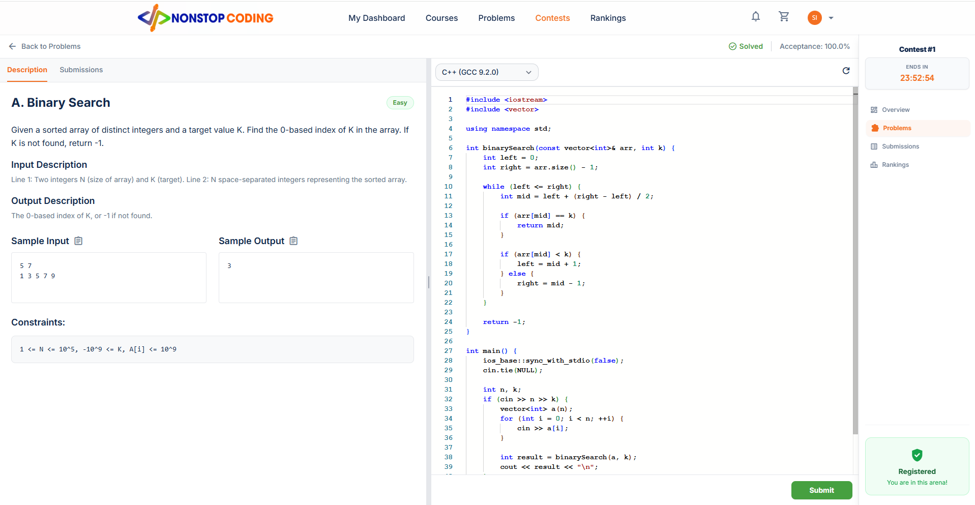 NONSTOP CODING
My Dashboard
Courses
Problems
Contests
Rankings
SI
Back to Problems
Solved
Acceptance: 100.0%
Description
Submissions
A. Binary Search
Easy
Given a sorted array of distinct integers and a target value K. Find the 0-based index of K in the array. If
K is not found, return -1.
Input Description
Line 1: Two integers N (size of array) and K (target). Line 2: N space-separated integers representing the sorted array.
Output Description
The 0-based index of K, or -1 if not found.
Sample Input
5 7
1 3 5 7 9
Sample Output
3
Constraints:
1 <= N <= 10^5, -10^9 <= K, A[i] <= 10^9
C++ (GCC 9.2.0)
1 #include <iostream>
2 #include <vector>
3
4 using namespace std;
5
6 int binarySearch(const vector<int>& arr, int k) {
7     int left = 0;
8     int right = arr.size() - 1;
9
10     while (left <= right) {
11         int mid = left + (right - left) / 2;
12
13         if (arr[mid] == k) {
14             return mid;
15         }
16
17         if (arr[mid] < k) {
18             left = mid + 1;
19         } else {
20             right = mid - 1;
21         }
22     }
23
24     return -1;
25 }
26
27 int main() {
28     ios_base::sync_with_stdio(false);
29     cin.tie(NULL);
30
31     int n, k;
32     if (cin >> n >> k) {
33         vector<int> a(n);
34         for (int i = 0; i < n; ++i) {
35             cin >> a[i];
36         }
37
38         int result = binarySearch(a, k);
39         cout << result << "\n";
Submit
Contest #1
ENDS IN
23:52:54
Overview
Problems
Submissions
Rankings
Registered
You are in this arena!